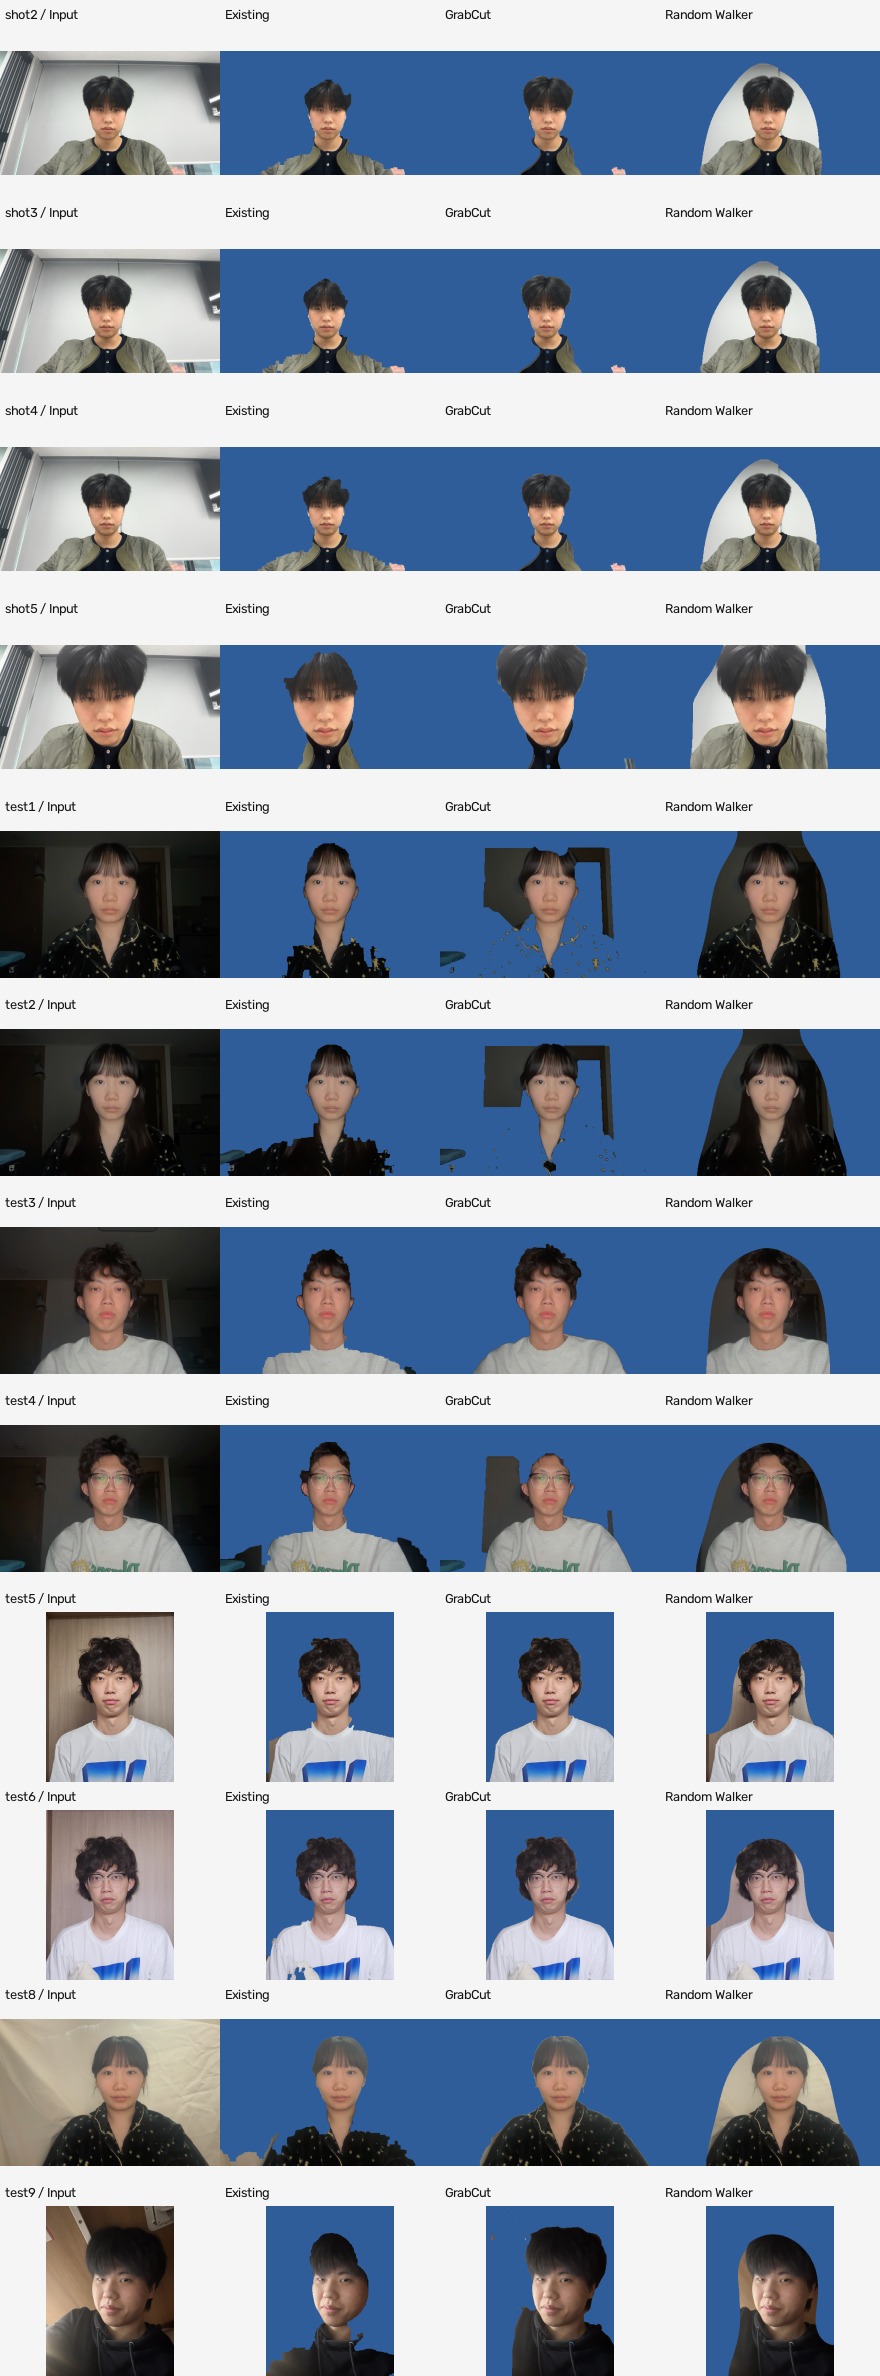 shot2 / Input Existing GrabCut Random Walker
shot3 / Input Existing GrabCut Random Walker
shot4 / Input Existing GrabCut Random Walker
shot5 / Input Existing GrabCut Random Walker
test1 / Input Existing GrabCut Random Walker
test2 / Input Existing GrabCut Random Walker
test3 / Input Existing GrabCut Random Walker
test4 / Input Existing GrabCut Random Walker
test5 / Input Existing GrabCut Random Walker
test6 / Input Existing GrabCut Random Walker
test8 / Input Existing GrabCut Random Walker
test9 / Input Existing GrabCut Random Walker